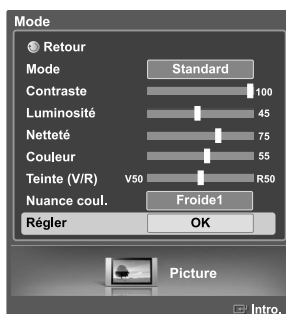 Mode
Retour
Mode Standard
Contraste 100
Luminosité 45
Netteté 75
Couleur 55
Teinte (V/R) V50 R50
Nuance coul. Froide1
Régler OK
Picture
Intro.